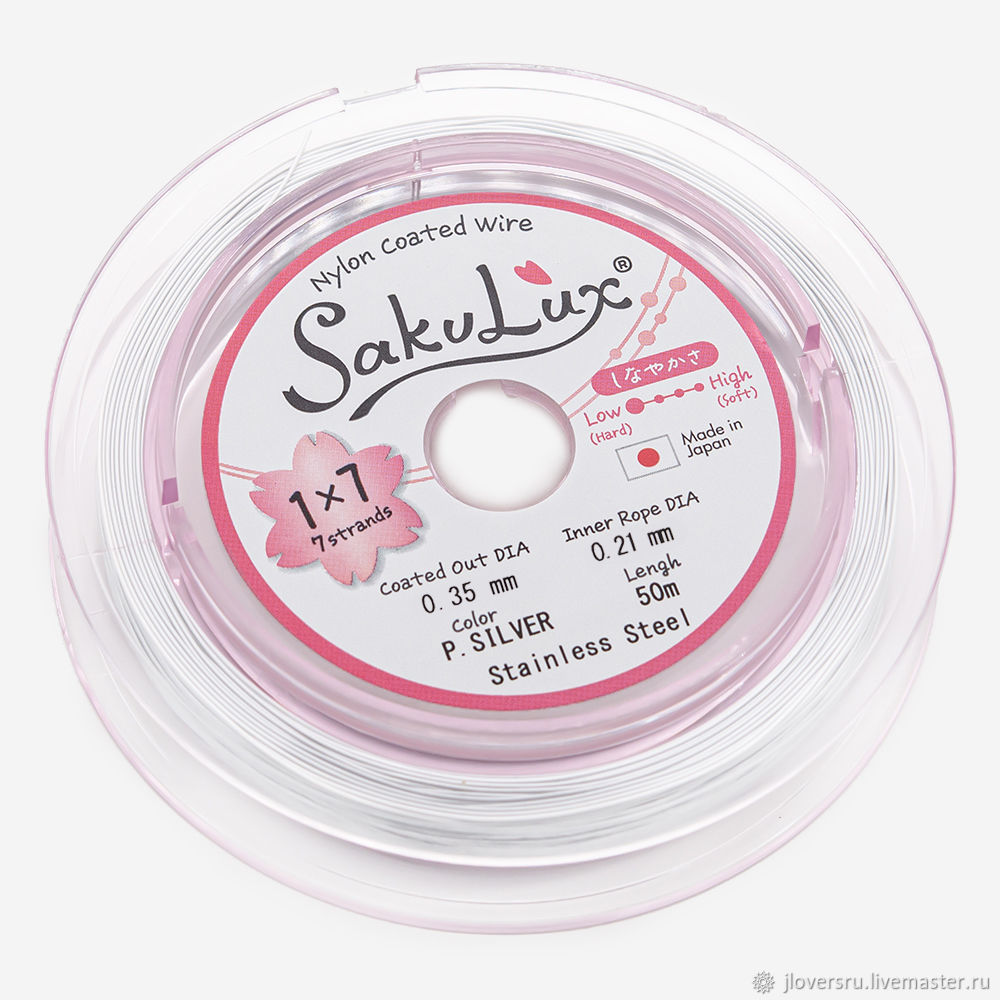 Nylon Coated Wire
SakuLux®
しなやかさ
Low High
(Hard) (Soft)
Made in
Japan
1×7
7 strands
Coated Out DIA
0.35 mm
Inner Rope DIA
0.21 mm
Color
P.SILVER
Lengh
50m
Stainless Steel
jloversru.livemaster.ru